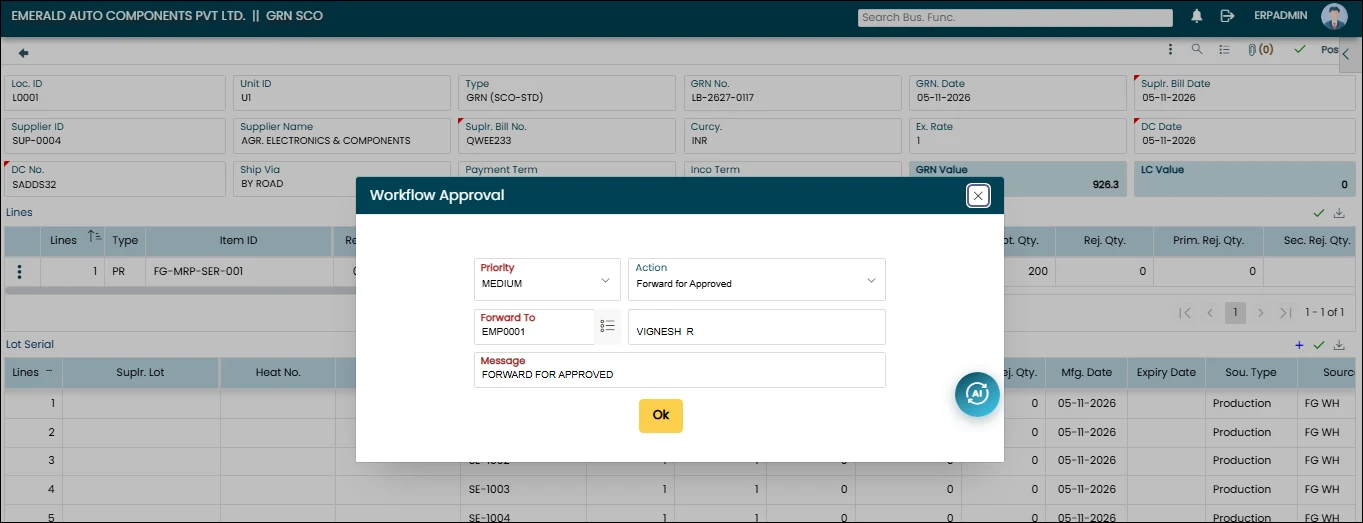 EMERALD AUTO COMPONENTS PVT LTD. || GRN SCO
Search Bus. Func.
ERPADMIN
(0)
Pos
Loc. ID
L0001
Unit ID
U1
Type
GRN (SCO-STD)
GRN No.
LB-2627-0117
GRN. Date
05-11-2026
Suplr. Bill Date
05-11-2026
Supplier ID
SUP-0004
Supplier Name
AGR. ELECTRONICS & COMPONENTS
Suplr. Bill No.
QWEE233
Curcy.
INR
Ex. Rate
1
DC Date
05-11-2026
DC No.
SADDS32
Ship Via
BY ROAD
Payment Term
Inco Term
GRN Value
926.3
LC Value
0
Workflow Approval
Priority
MEDIUM
Action
Forward for Approved
Forward To
EMP0001
VIGNESH R
Message
FORWARD FOR APPROVED
Ok
AI
Lines
Lines Type Item ID Re ot. Qty. Rej. Qty. Prim. Rej. Qty. Sec. Rej. Qty.
1 PR FG-MRP-SER-001 200 0 0
1 1 - 1 of 1
Lot Serial
Lines Suplr. Lot Heat No. ej. Qty. Mfg. Date Expiry Date Sou. Type Source
1 0 05-11-2026 Production FG WH
2 0 05-11-2026 Production FG WH
3 SE-1002 1 1 0 0 0 05-11-2026 Production FG WH
4 SE-1003 1 1 0 0 0 05-11-2026 Production FG WH
5 SE-1004 1 1 0 0 0 05-11-2026 Production FG WH